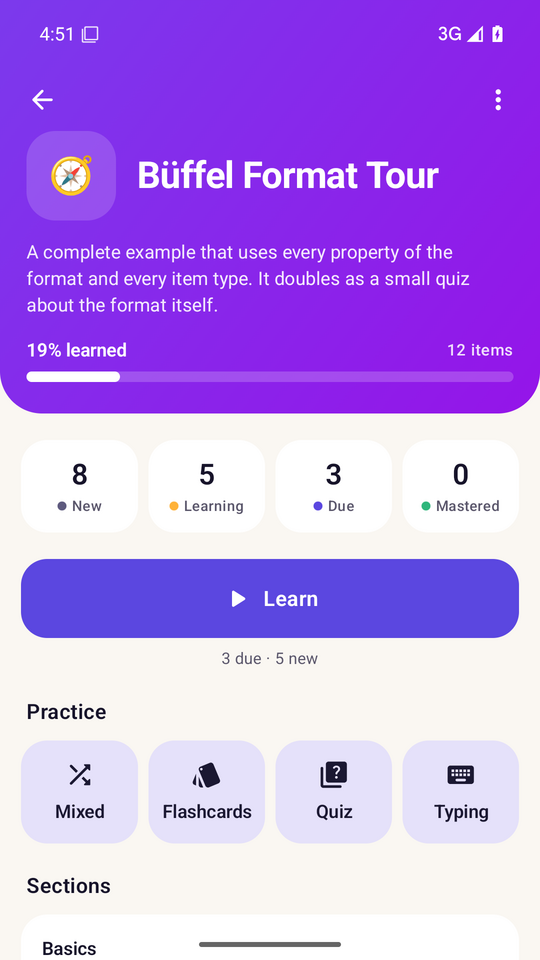 4:51
3G
Büffel Format Tour
A complete example that uses every property of the
format and every item type. It doubles as a small quiz
about the format itself.
19% learned
12 items
8
New
5
Learning
3
Due
0
Mastered
Learn
3 due · 5 new
Practice
Mixed
Flashcards
Quiz
Typing
Sections
Basics